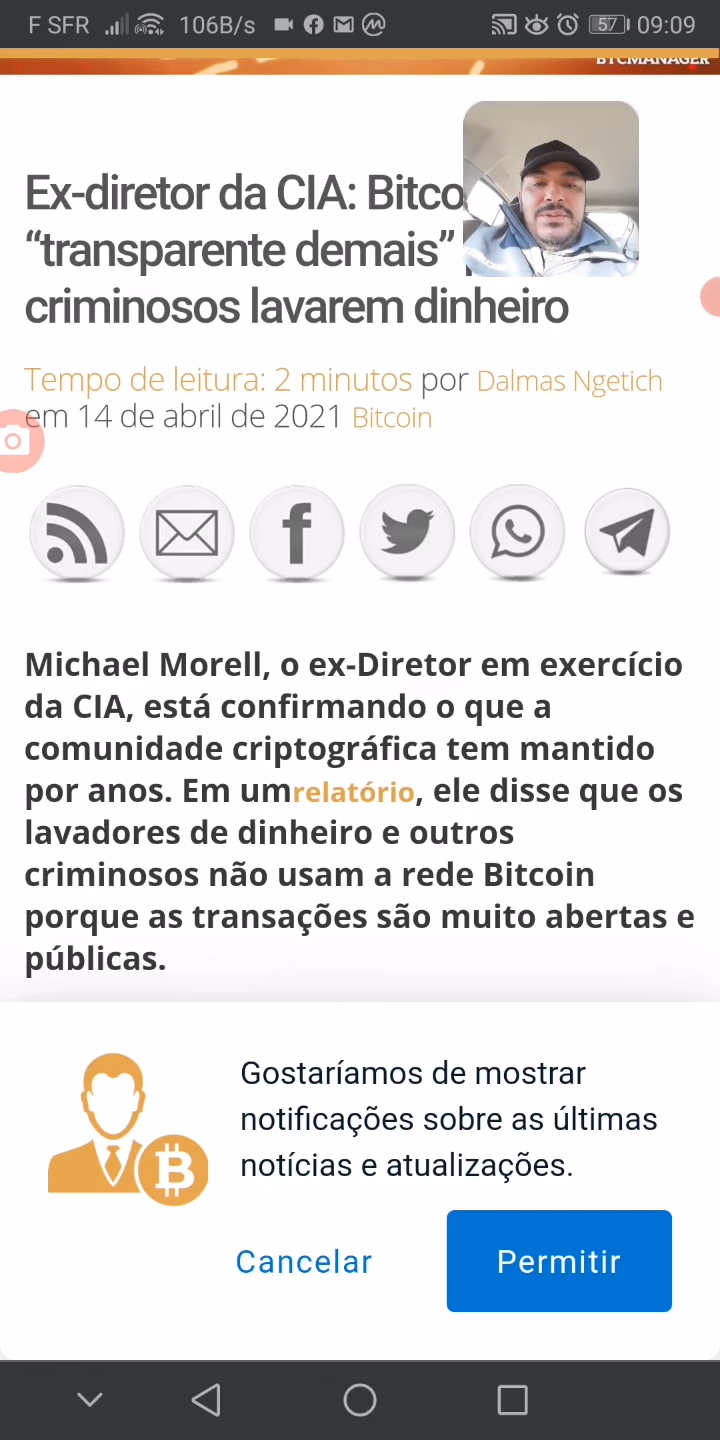 F SFR 106B/s 57 09:09
BTCMANAGER
Ex-diretor da CIA: Bitco
“transparente demais”
criminosos lavarem dinheiro
Tempo de leitura: 2 minutos por Dalmas Ngetich
em 14 de abril de 2021 Bitcoin
Michael Morell, o ex-Diretor em exercício
da CIA, está confirmando o que a
comunidade criptográfica tem mantido
por anos. Em umrelatório, ele disse que os
lavadores de dinheiro e outros
criminosos não usam a rede Bitcoin
porque as transações são muito abertas e
públicas.
Gostaríamos de mostrar
notificações sobre as últimas
notícias e atualizações.
Cancelar Permitir